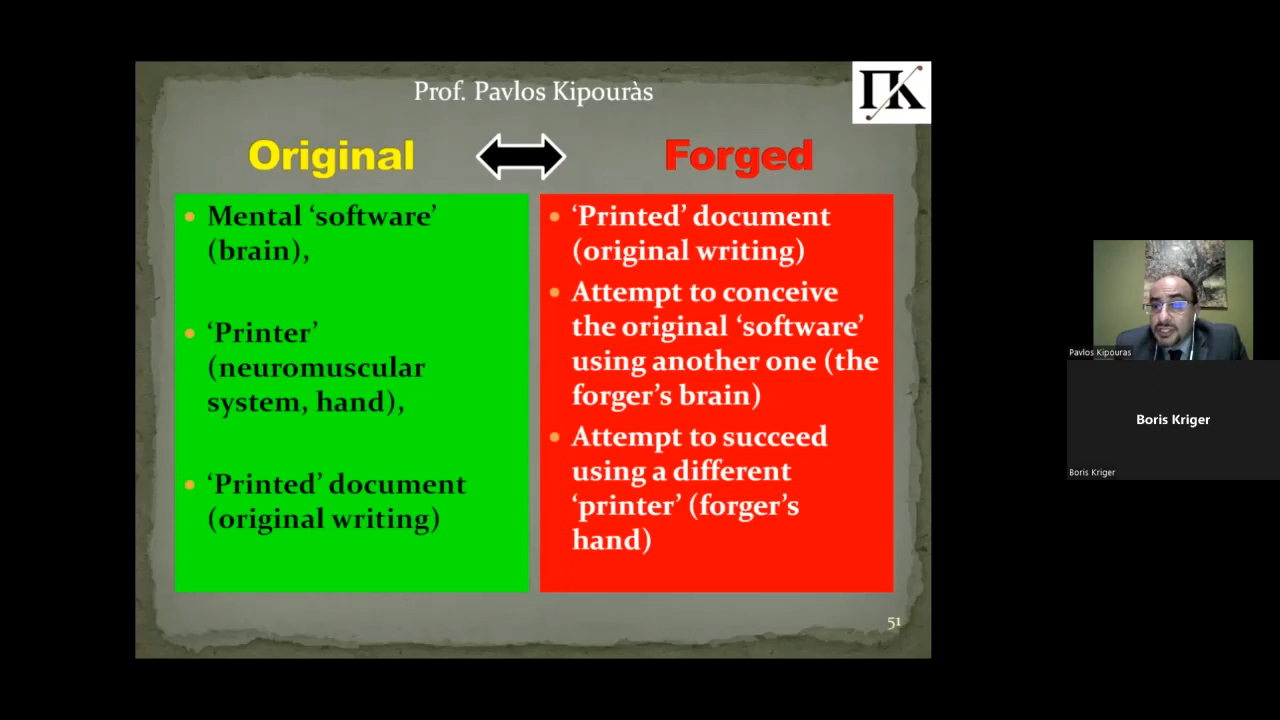 Prof. Pavlos Kipouràs
ΠΚ
Original
Forged
• Mental ‘software’
(brain),
• ‘Printer’
(neuromuscular
system, hand),
• ‘Printed’ document
(original writing)
• ‘Printed’ document
(original writing)
• Attempt to conceive
the original ‘software’
using another one (the
forger’s brain)
• Attempt to succeed
using a different
‘printer’ (forger’s
hand)
51
Pavlos Kipouras
Boris Kriger
Boris Kriger